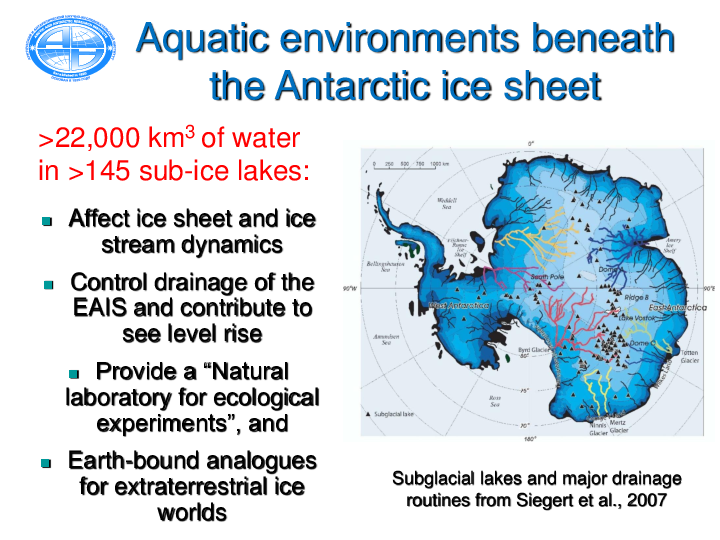 Aquatic environments beneath
the Antarctic ice sheet
>22,000 km³ of water
in >145 sub-ice lakes:
Affect ice sheet and ice
stream dynamics
Control drainage of the
EAIS and contribute to
see level rise
Provide a “Natural
laboratory for ecological
experiments”, and
Earth-bound analogues
for extraterrestrial ice
worlds
0°
0 250 500 750 1000 km
Weddell
Sea
Filchner-
Ronne
Ice
Shelf
Amery
Ice
Shelf
Bellingshausen
Sea
South Pole
Dome
90°W
90°E
Ridge B
West Antarctica
East Antarctica
Lake Vostok
Amundsen
Sea
Byrd Glacier
80°
Dome C
Totten
Glacier
75°
Ross
Sea
Subglacial lake
70°
Ninnis
Glacier
Mertz
Glacier
180°
Subglacial lakes and major drainage
routines from Siegert et al., 2007